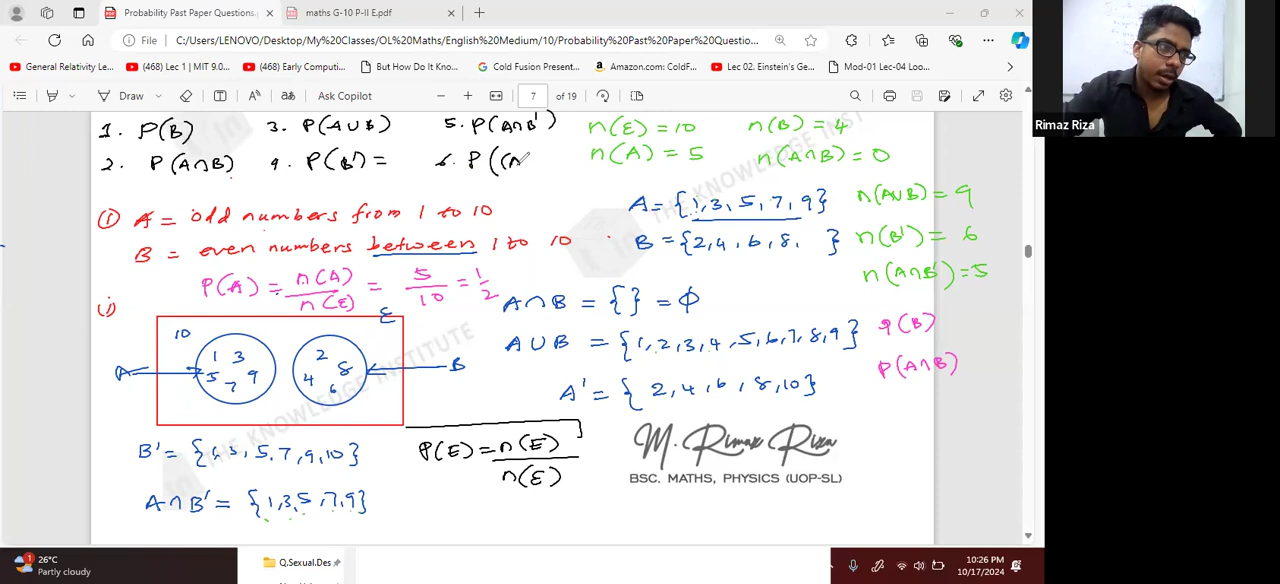 Probability Past Paper Questions.
maths G-10 P-II E.pdf
File
C:/Users/LENOVO/Desktop/My%20Classes/OL%20Maths/English%20Medium/10/Probability%20Past%20Paper%20Questio...
General Relativity Le...
(468) Lec 1 | MIT 9.0...
(468) Early Computi...
But How Do It Kno...
Cold Fusion Present...
Amazon.com: ColdF...
Lec 02. Einstein's Ge...
Mod-01 Lec-04 Loo...
Draw
Ask Copilot
7 of 19
Rimaz Riza
1. P(B) 3. P(A∪B) 5. P(A∩B') n(ε) = 10 n(B) = 4
2. P(A∩B) 4. P(B') = 6. P((A n(A) = 5 n(A∩B) = 0
A = {1, 3, 5, 7, 9} n(A∪B) = 9
① A = odd numbers from 1 to 10
B = {2, 4, 6, 8, } n(B') = 6
B = even numbers between 1 to 10
n(A∩B') = 5
P(A) = n(A)/n(ε) = 5/10 = 1/2
A∩B = { } = ϕ
(i)
ε
10
P(B)
A∪B = {1, 2, 3, 4, 5, 6, 7, 8, 9}
1 3 5 7 9
2 4 6 8
A
B
P(A∩B)
A' = {2, 4, 6, 8, 10}
B' = {1, 3, 5, 7, 9, 10}
P(E) = n(E)/n(ε)
M. Rimaz Riza
BSC. MATHS, PHYSICS (UOP-SL)
A∩B' = {1, 3, 5, 7, 9}
THE KNOWLEDGE INSTITUTE
26°C
Partly cloudy
Q.Sexual.Des
10:26 PM
10/17/2024